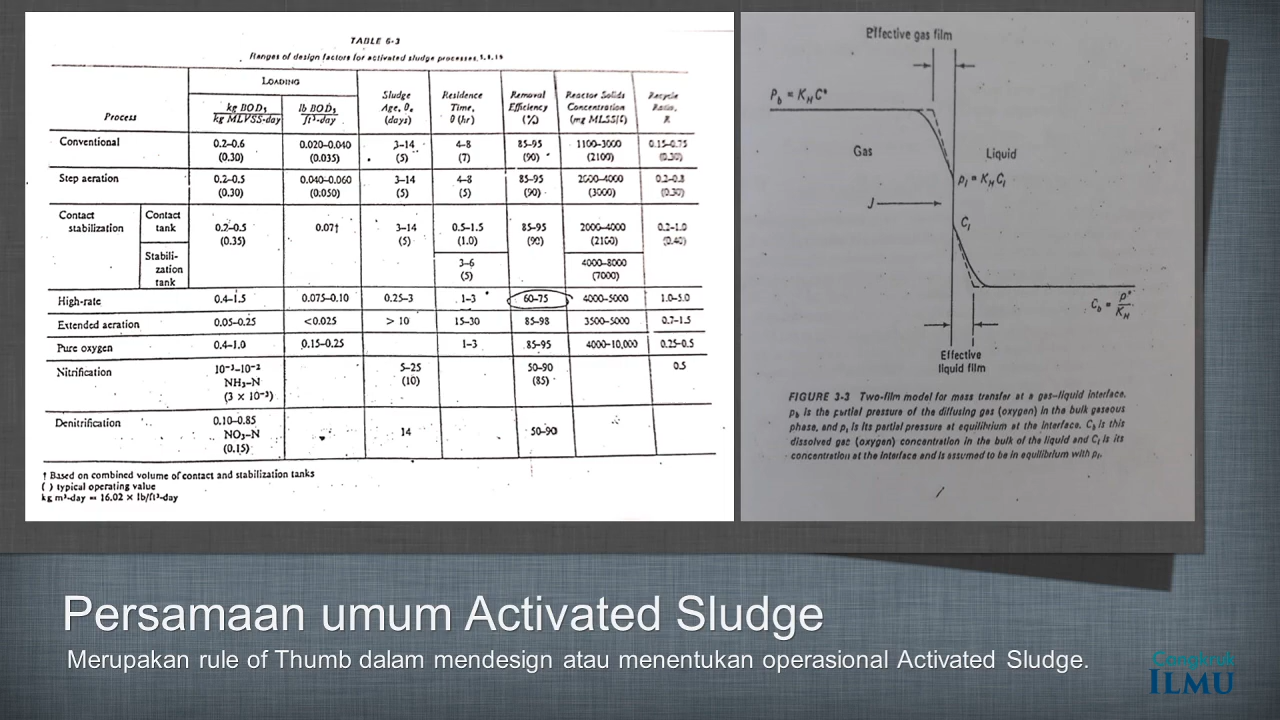 TABLE 6-3
Ranges of design factors for activated sludge processes
LOADING
Process
kg BOD₅
kg MLVSS-day
lb BOD₅
ft³-day
Sludge
Age, θc
(days)
Residence
Time,
θ (hr)
Removal
Efficiency
(%)
Reactor Solids
Concentration
(mg MLSS/ℓ)
Recycle
Ratio,
R
Conventional 0.2–0.6 0.020–0.040 3–14 4–8 85–95 1100–3000 0.15–0.75
(0.30) (0.035) (5) (7) (90) (2100) (0.30)
Step aeration 0.2–0.5 0.040–0.060 3–14 4–8 85–95 2000–4000 0.2–0.8
(0.30) (0.050) (5) (5) (90) (3000) (0.30)
Contact
stabilization
Contact
tank
0.2–0.5 0.07† 3–14 0.5–1.5 85–95 2000–4000 0.2–1.0
(0.35) (5) (1.0) (90) (2100) (0.40)
Stabili-
zation
tank
3–6 4000–8000
(5) (7000)
High-rate 0.4–1.5 0.075–0.10 0.25–3 1–3 60–75 4000–5000 1.0–5.0
Extended aeration 0.05–0.25 <0.025 > 10 15–30 85–98 3500–5000 0.7–1.5
Pure oxygen 0.4–1.0 0.15–0.25 1–3 85–95 4000–10,000 0.25–0.5
Nitrification 10⁻³–10⁻² 5–25 50–90 0.5
NH₃–N (10) (85)
(3 × 10⁻³)
Denitrification 0.10–0.85
NO₃–N 14 50–90
(0.15)
† Based on combined volume of contact and stabilization tanks
( ) typical operating value
kg m³-day = 16.02 × lb/ft³-day
Effective gas film
Pb = KH C*
Gas
Liquid
pi = KH Ci
J
Ci
Cb = P*
KH
Effective
liquid film
FIGURE 3-3 Two-film model for mass transfer at a gas–liquid interface.
pb is the partial pressure of the diffusing gas (oxygen) in the bulk gaseous
phase, and pi is its partial pressure at equilibrium at the interface. Cb is this
dissolved gas (oxygen) concentration in the bulk of the liquid and Ci is its
concentration at the interface and is assumed to be in equilibrium with pi.
Persamaan umum Activated Sludge
Merupakan rule of Thumb dalam mendesign atau menentukan operasional Activated Sludge.
Cangkruk
ILMU